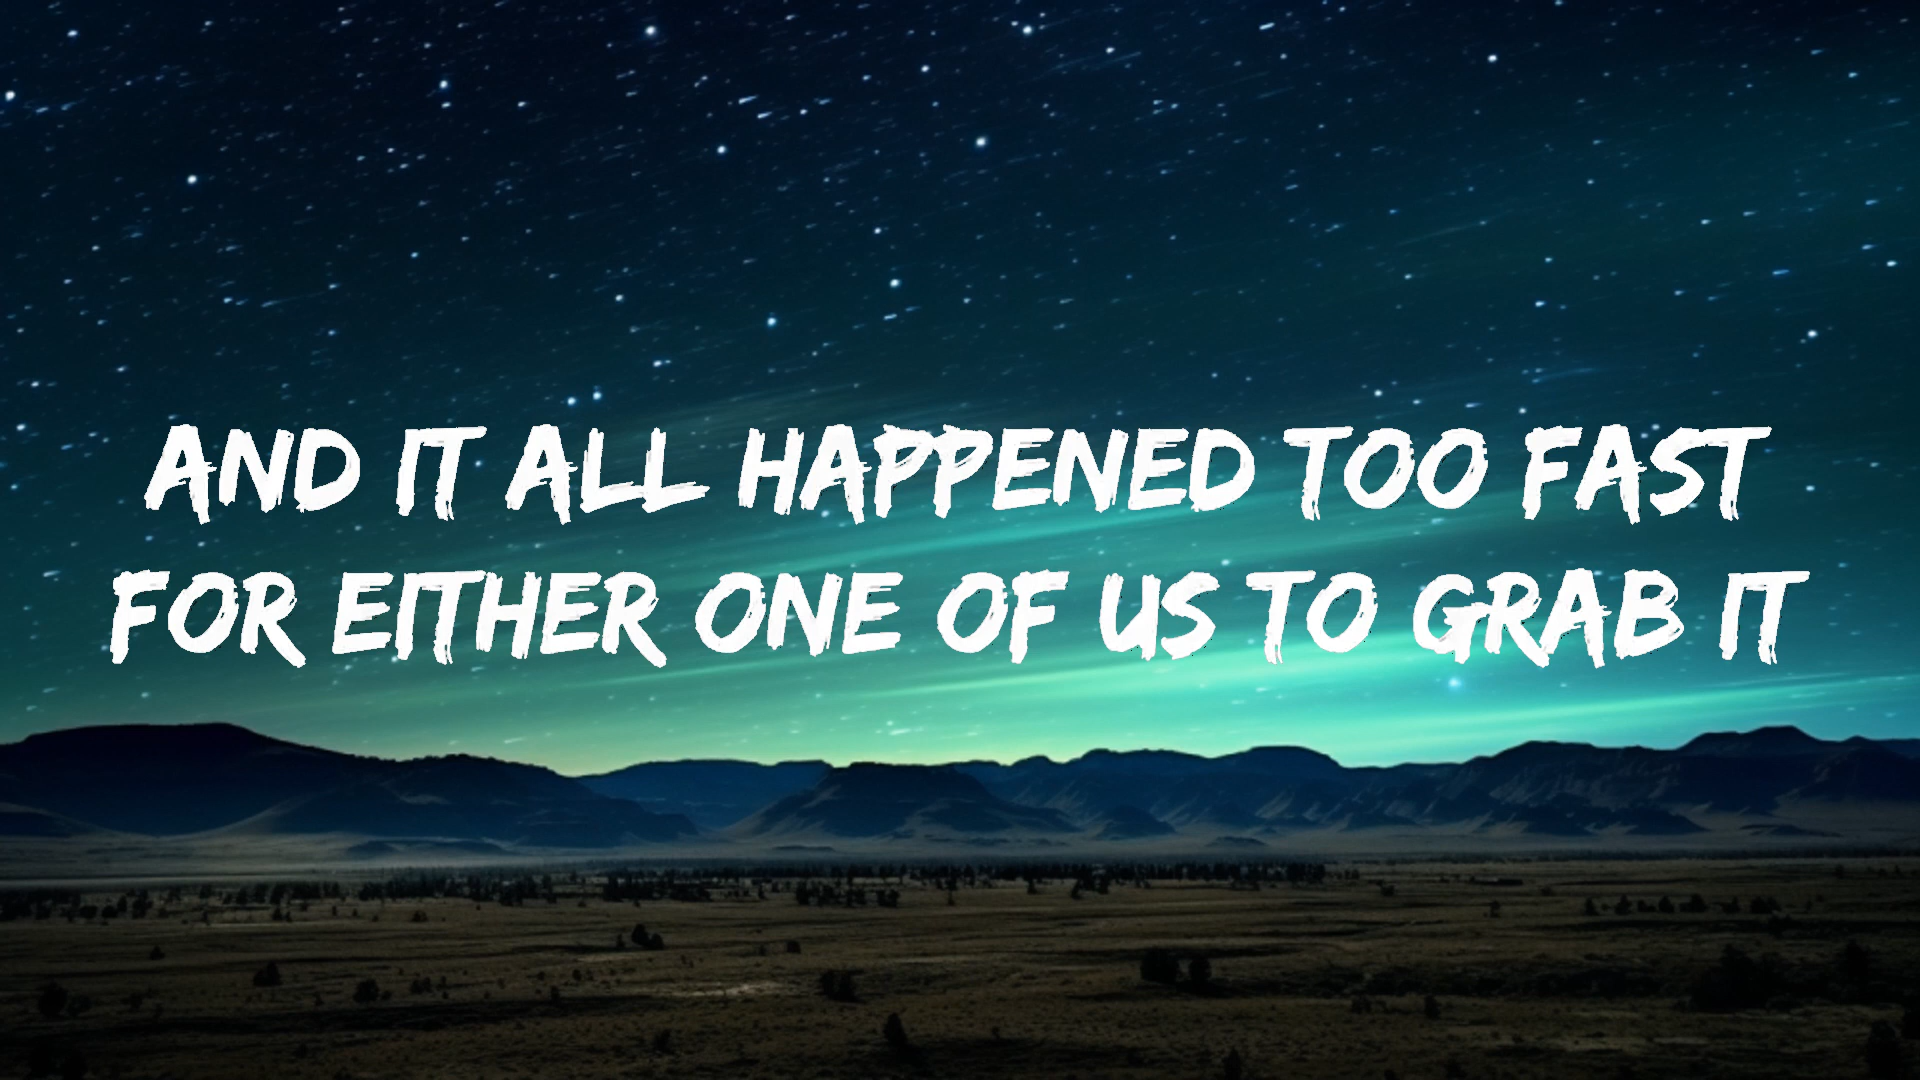 AND IT ALL HAPPENED TOO FAST
FOR EITHER ONE OF US TO GRAB IT